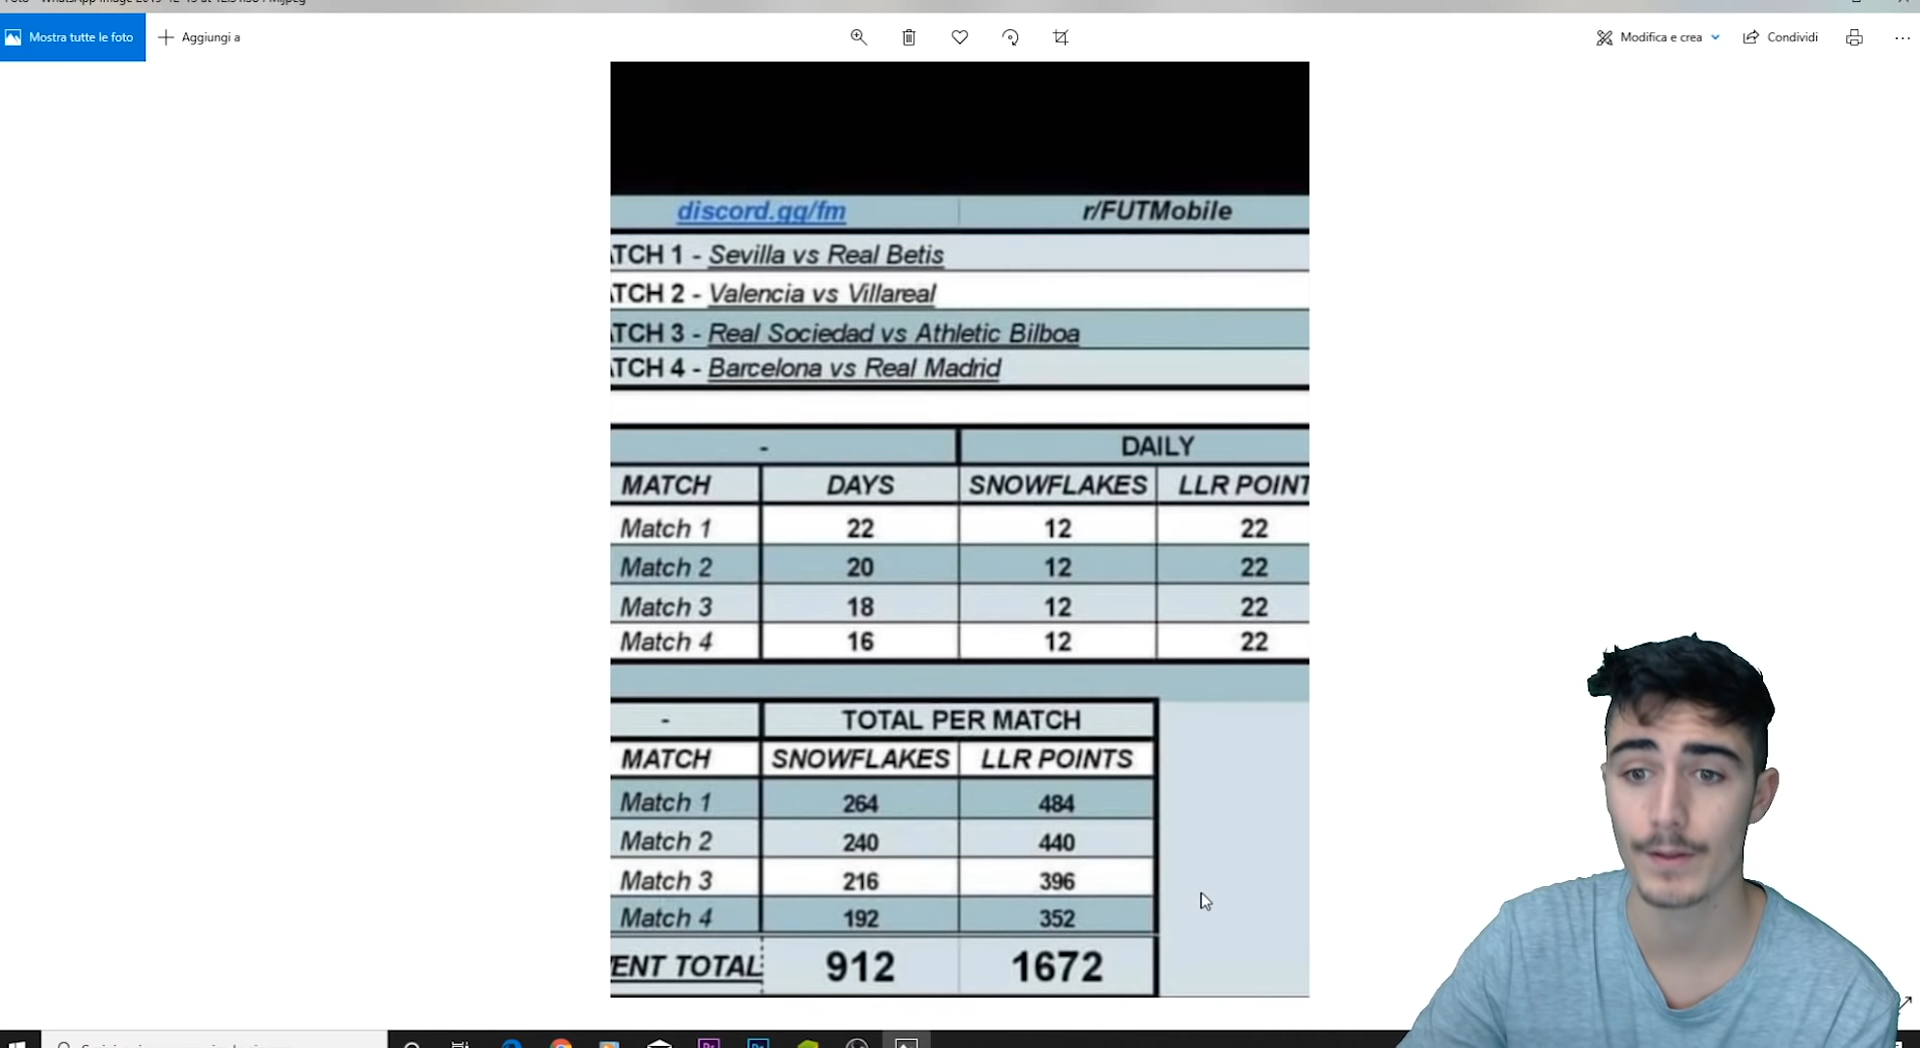 Mostra tutte le foto
Aggiungi a
Modifica e crea
Condividi
discord.gg/fm r/FUTMobile
ATCH 1 - Sevilla vs Real Betis
ATCH 2 - Valencia vs Villareal
ATCH 3 - Real Sociedad vs Athletic Bilboa
ATCH 4 - Barcelona vs Real Madrid
- DAILY
MATCH DAYS SNOWFLAKES LLR POINT
Match 1 22 12 22
Match 2 20 12 22
Match 3 18 12 22
Match 4 16 12 22
- TOTAL PER MATCH
MATCH SNOWFLAKES LLR POINTS
Match 1 264 484
Match 2 240 440
Match 3 216 396
Match 4 192 352
ENT TOTAL 912 1672